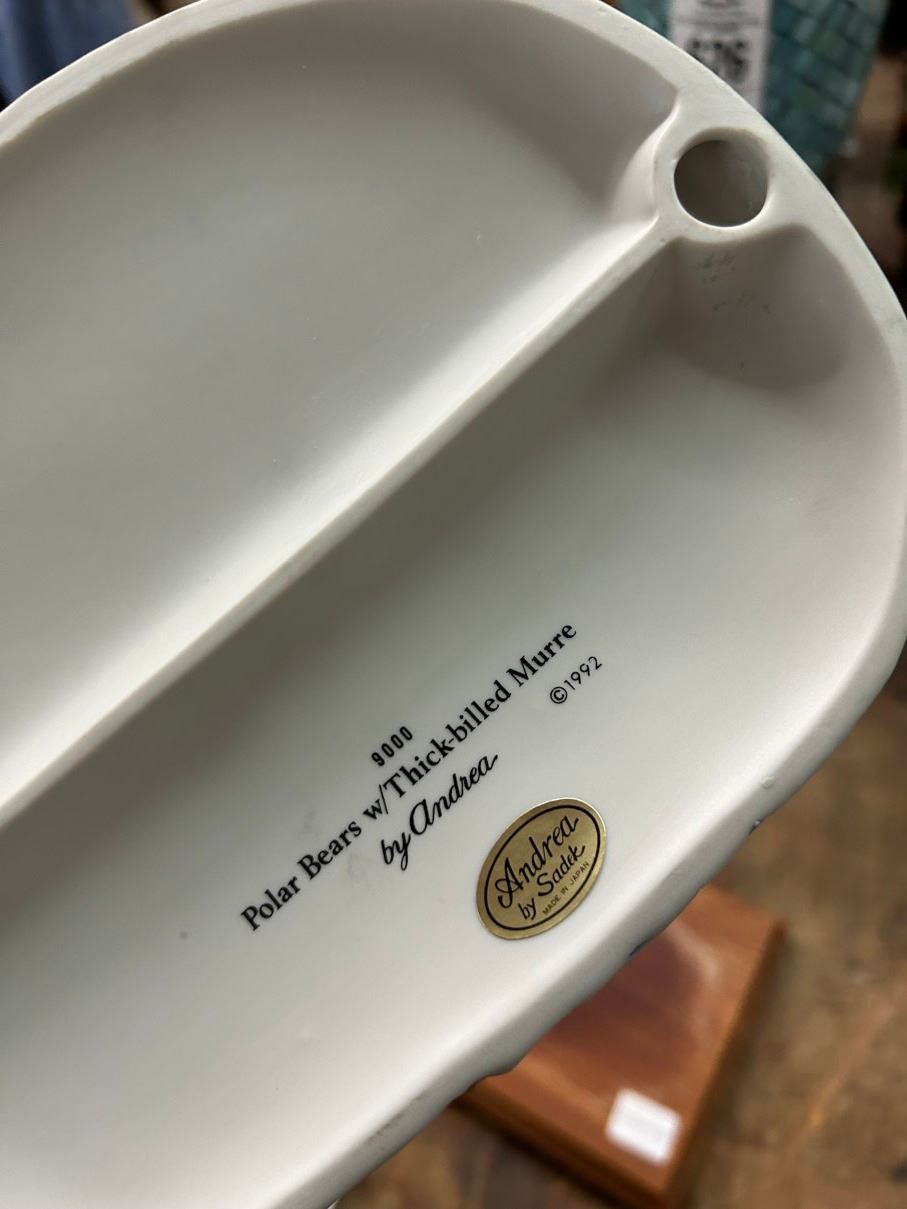 9000
Polar Bears w/Thick-billed Murre
by Andrea
©1992
Andrea
by Sadek
MADE IN JAPAN